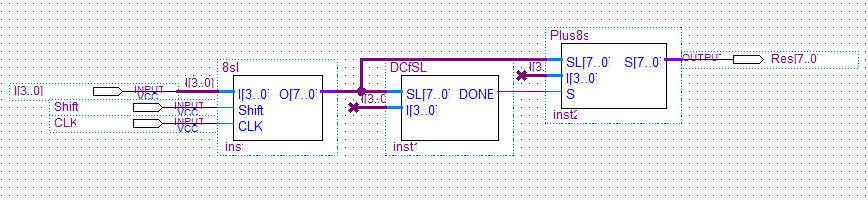 Plus8s
8sl
DCfSL
SL[7..0]
S[7..0]
OUTPUT
Res[7..0]
I[3..0]
I[3..0]
I[3..0]
INPUT
VCC
I[3..0]
O[7..0]
SL[7..0]
DONE
S
Shift
INPUT
VCC
Shift
I[3..0]
I[3..0]
CLK
INPUT
VCC
CLK
inst2
inst
inst1